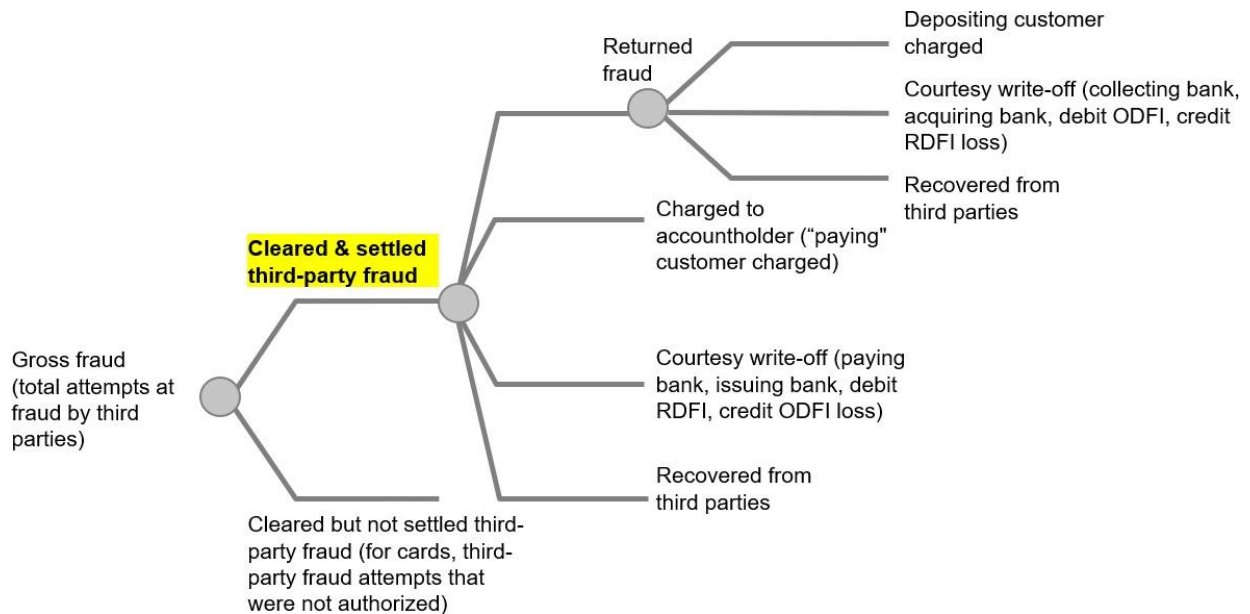 Gross fraud
(total attempts at
fraud by third
parties)
Cleared & settled
third-party fraud
Cleared but not settled third-
party fraud (for cards, third-
party fraud attempts that
were not authorized)
Returned
fraud
Charged to
accountholder (“paying"
customer charged)
Courtesy write-off (paying
bank, issuing bank, debit
RDFI, credit ODFI loss)
Recovered from
third parties
Depositing customer
charged
Courtesy write-off (collecting bank,
acquiring bank, debit ODFI, credit
RDFI loss)
Recovered from
third parties